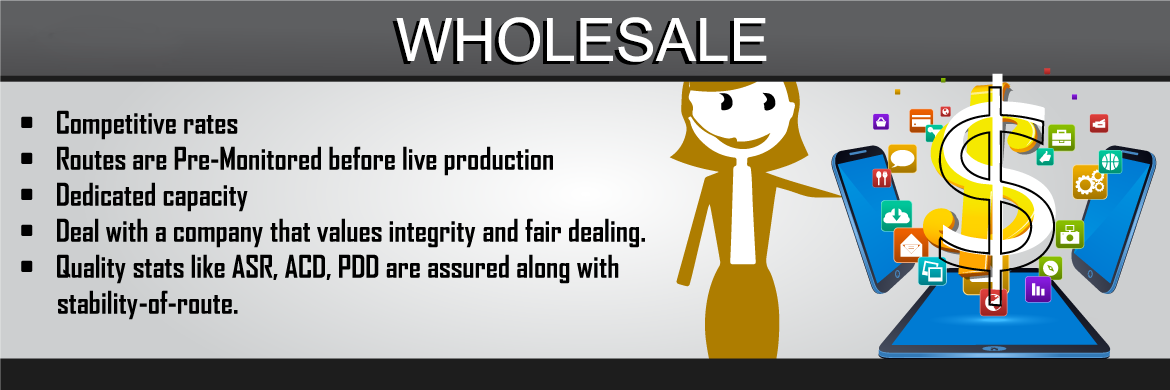 WHOLESALE
▪ Competitive rates
▪ Routes are Pre-Monitored before live production
▪ Dedicated capacity
▪ Deal with a company that values integrity and fair dealing.
▪ Quality stats like ASR, ACD, PDD are assured along with
stability-of-route.
$